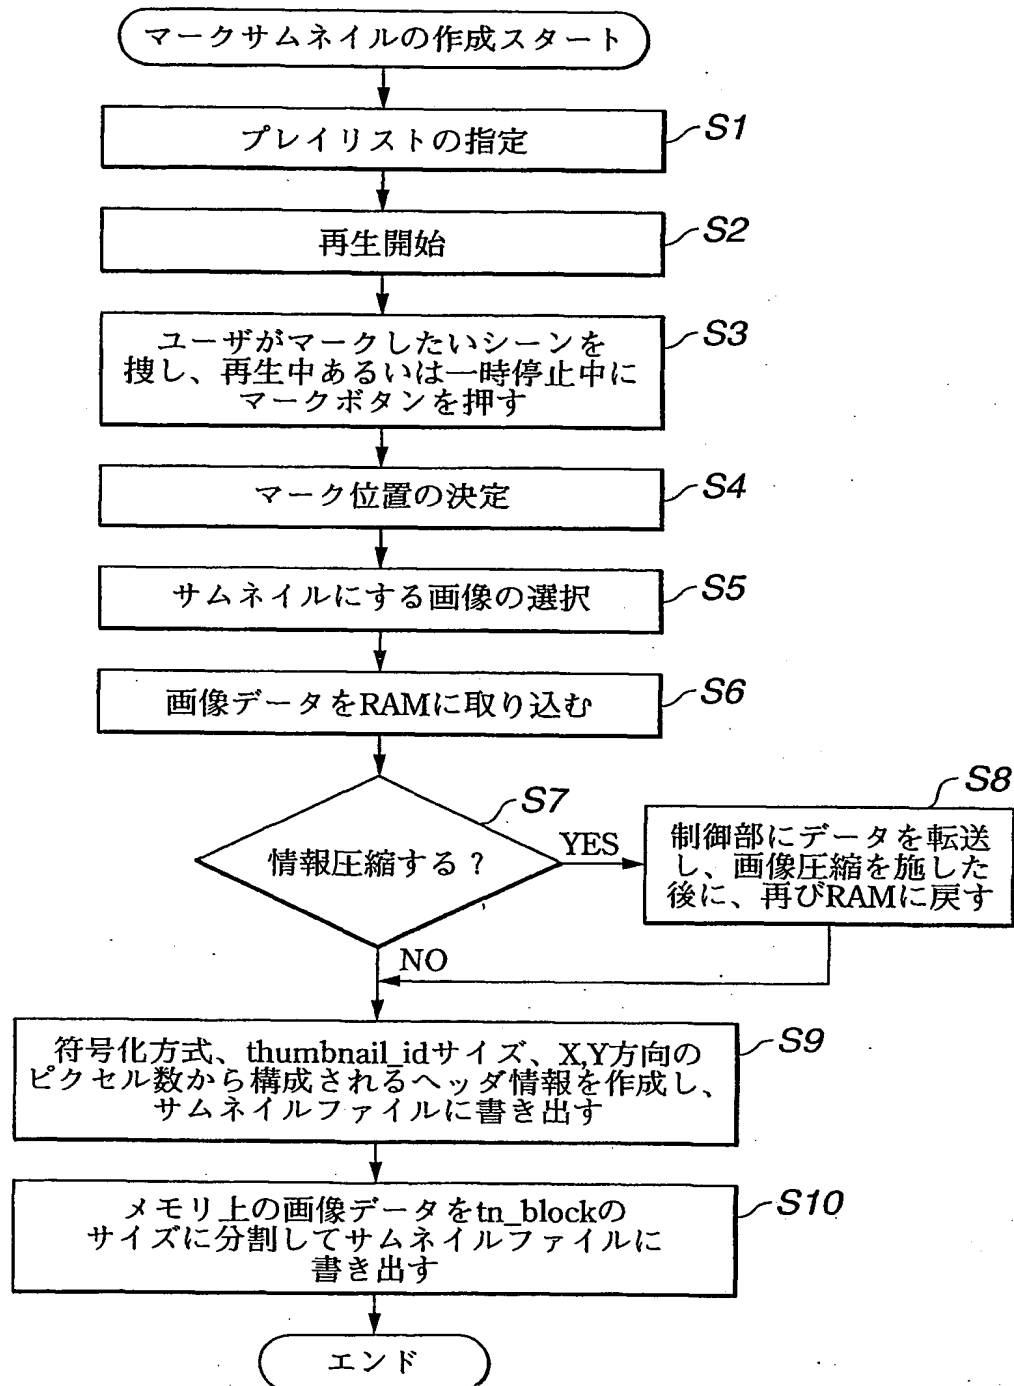 マークサムネイルの作成スタート
プレイリストの指定
S1
再生開始
S2
ユーザがマークしたいシーンを
捜し、再生中あるいは一時停止中に
マークボタンを押す
S3
マーク位置の決定
S4
サムネイルにする画像の選択
S5
画像データをRAMに取り込む
S6
情報圧縮する？
S7
YES
制御部にデータを転送
し、画像圧縮を施した
後に、再びRAMに戻す
S8
NO
符号化方式、thumbnail_idサイズ、X,Y方向の
ピクセル数から構成されるヘッダ情報を作成し、
サムネイルファイルに書き出す
S9
メモリ上の画像データをtn_blockの
サイズに分割してサムネイルファイルに
書き出す
S10
エンド